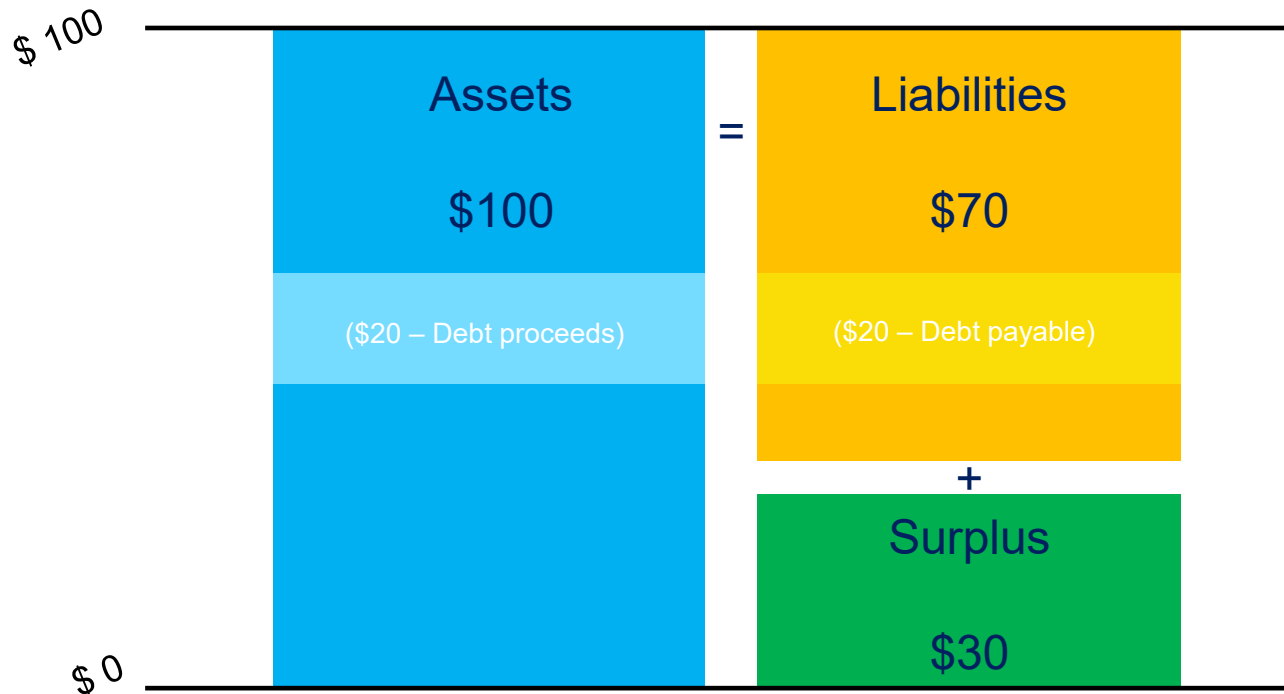 $ 100
Assets
$100
($20 – Debt proceeds)
=
Liabilities
$70
($20 – Debt payable)
+
Surplus
$30
$ 0